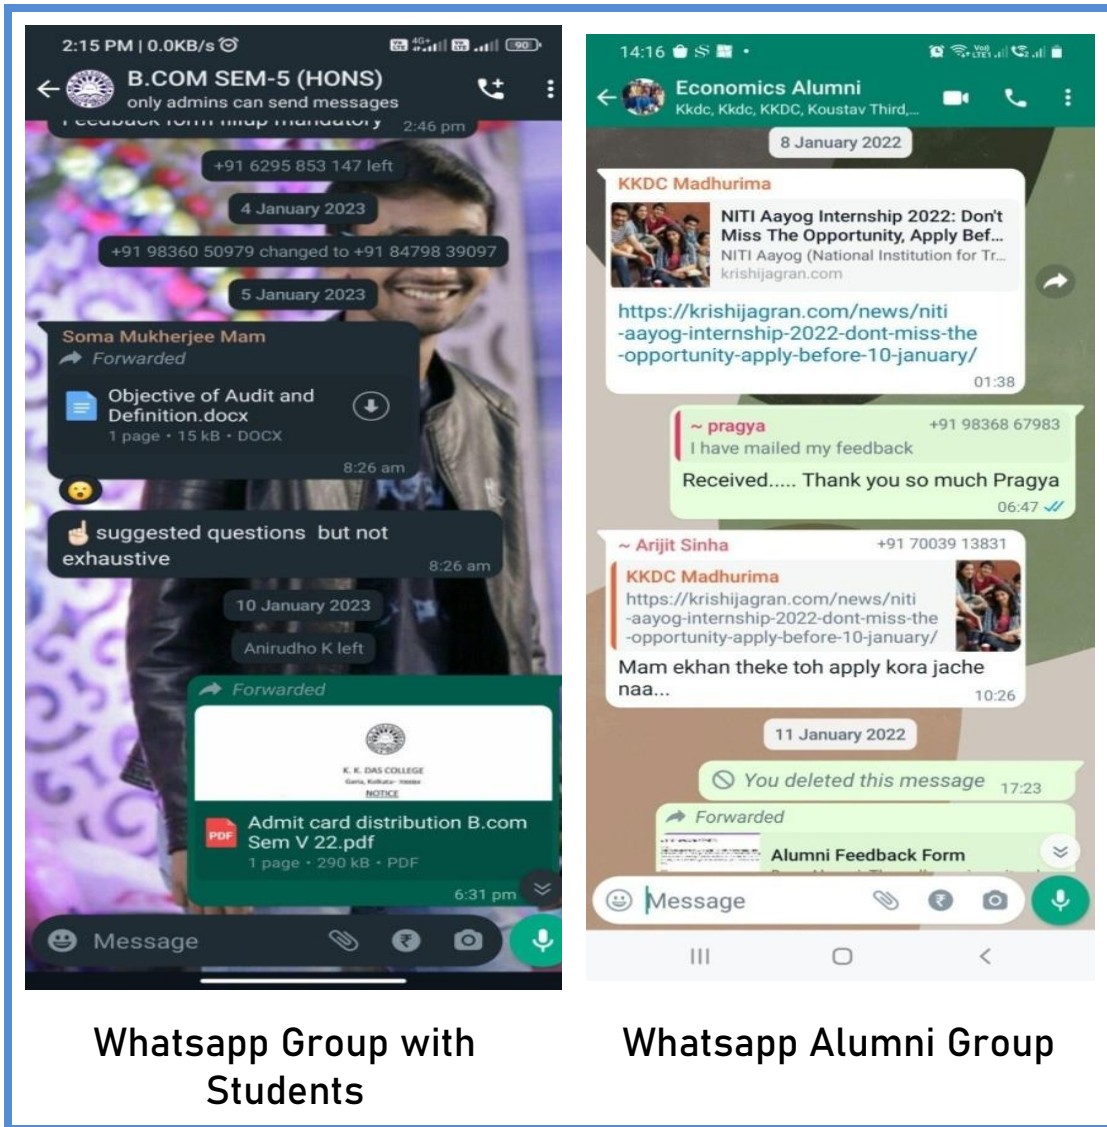 2:15 PM | 0.0KB/s
90
B.COM SEM-5 (HONS)
only admins can send messages
Feedback form fillup mandatory 2:46 pm
+91 6295 853 147 left
4 January 2023
+91 98360 50979 changed to +91 84798 39097
5 January 2023
Soma Mukherjee Mam
Forwarded
Objective of Audit and
Definition.docx
1 page • 15 kB • DOCX
8:26 am
☝🏻 suggested questions but not
exhaustive
8:26 am
10 January 2023
Anirudho K left
Forwarded
K. K. DAS COLLEGE
Garia, Kolkata- 700084
NOTICE
PDF
Admit card distribution B.com
Sem V 22.pdf
1 page • 290 kB • PDF
6:31 pm
Message
Whatsapp Group with
Students
14:16
Economics Alumni
Kkdc, Kkdc, KKDC, Koustav Third,...
8 January 2022
KKDC Madhurima
NITI Aayog Internship 2022: Don't
Miss The Opportunity, Apply Bef...
NITI Aayog (National Institution for Tr...
krishijagran.com
https://krishijagran.com/news/niti
-aayog-internship-2022-dont-miss-the
-opportunity-apply-before-10-january/
01:38
~ pragya +91 98368 67983
I have mailed my feedback
Received..... Thank you so much Pragya
06:47
~ Arijit Sinha +91 70039 13831
KKDC Madhurima
https://krishijagran.com/news/niti
-aayog-internship-2022-dont-miss-the
-opportunity-apply-before-10-january/
Mam ekhan theke toh apply kora jache
naa...
10:26
11 January 2022
You deleted this message 17:23
Forwarded
Alumni Feedback Form
Message
Whatsapp Alumni Group